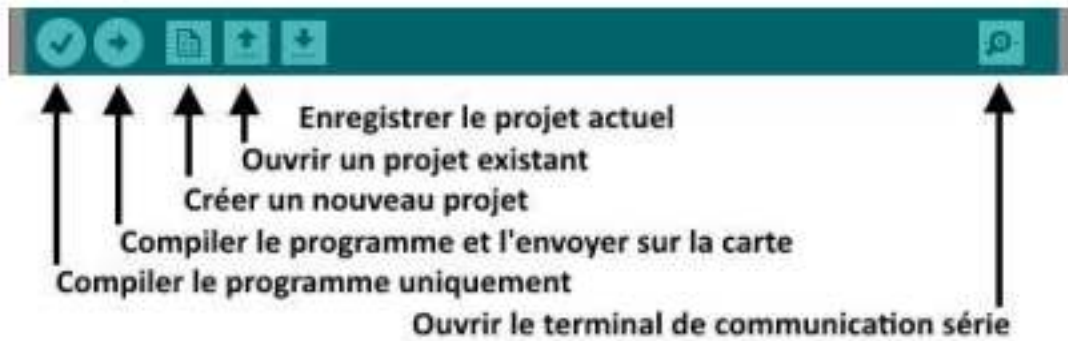 Enregistrer le projet actuel
Ouvrir un projet existant
Créer un nouveau projet
Compiler le programme et l'envoyer sur la carte
Compiler le programme uniquement
Ouvrir le terminal de communication série